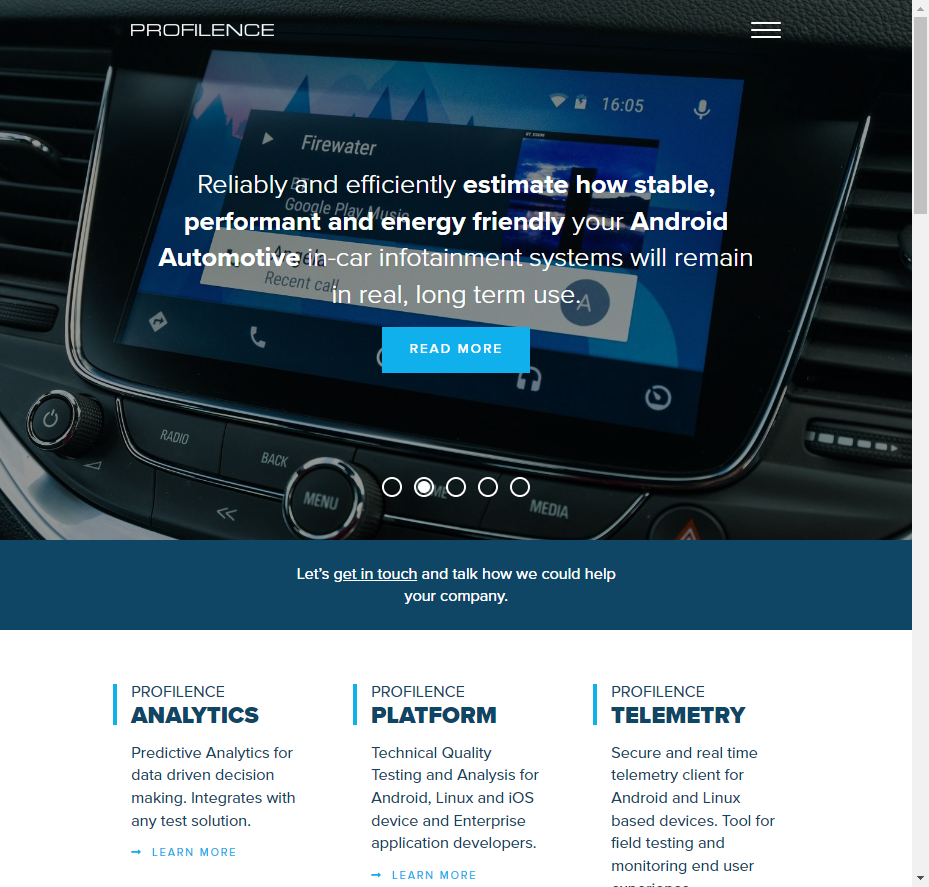 PROFILENCE
16:05
Firewater
Google Play Music
Recent call
A
Reliably and efficiently estimate how stable,
performant and energy friendly your Android
Automotive in-car infotainment systems will remain
in real, long term use.
READ MORE
RADIO
BACK
MENU
MEDIA
Let's get in touch and talk how we could help
your company.
PROFILENCE
ANALYTICS
Predictive Analytics for
data driven decision
making. Integrates with
any test solution.
→ LEARN MORE
PROFILENCE
PLATFORM
Technical Quality
Testing and Analysis for
Android, Linux and iOS
device and Enterprise
application developers.
→ LEARN MORE
PROFILENCE
TELEMETRY
Secure and real time
telemetry client for
Android and Linux
based devices. Tool for
field testing and
monitoring end user